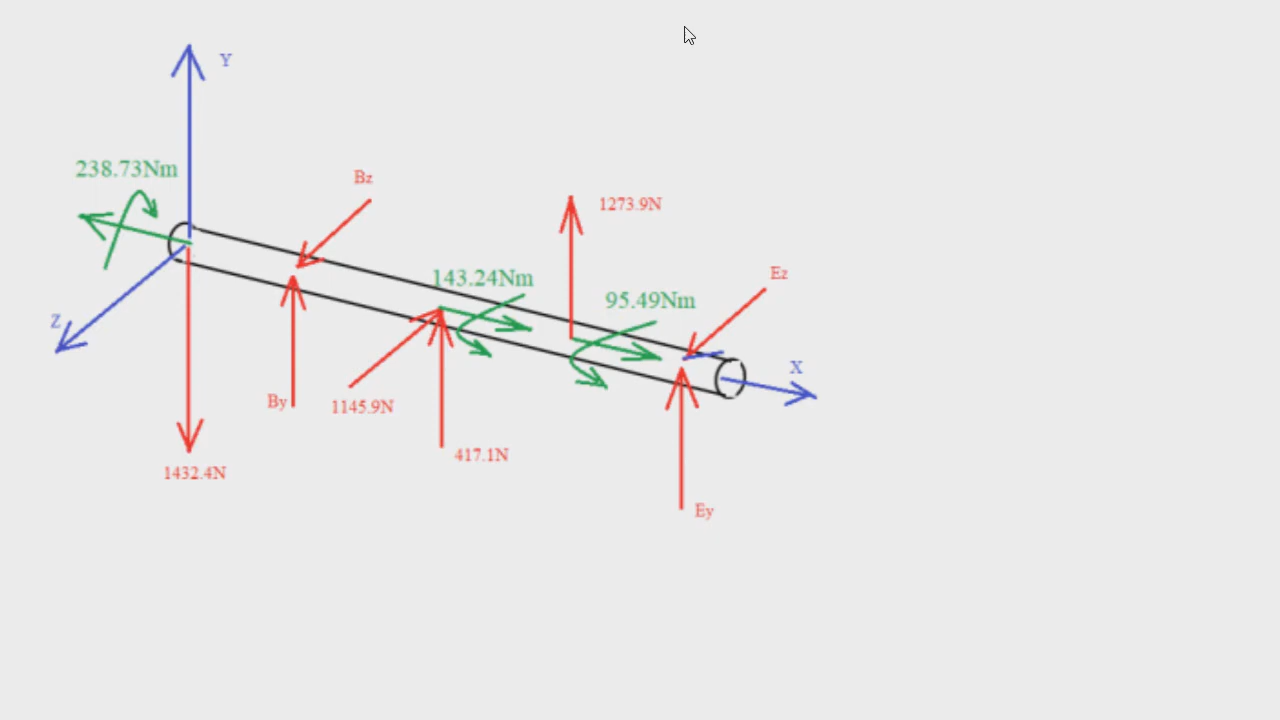 Y
238.73Nm
Bz
1273.9N
143.24Nm
Ez
95.49Nm
Z
X
By
1145.9N
417.1N
1432.4N
Ey